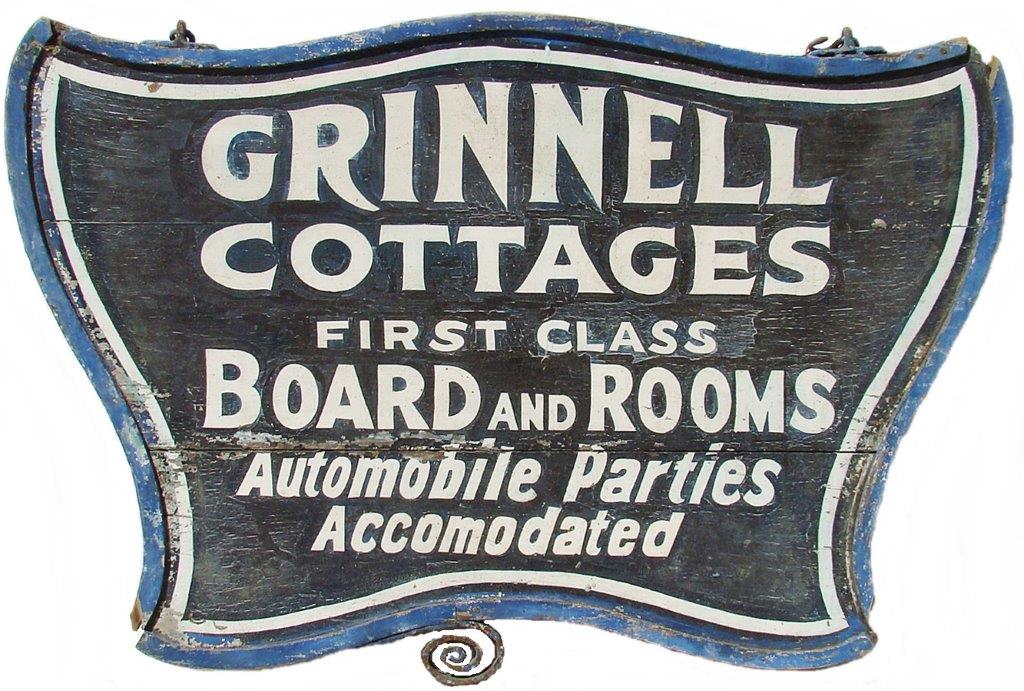 GRINNELL
COTTAGES
FIRST CLASS
BOARD AND ROOMS
Automobile Parties
Accomodated